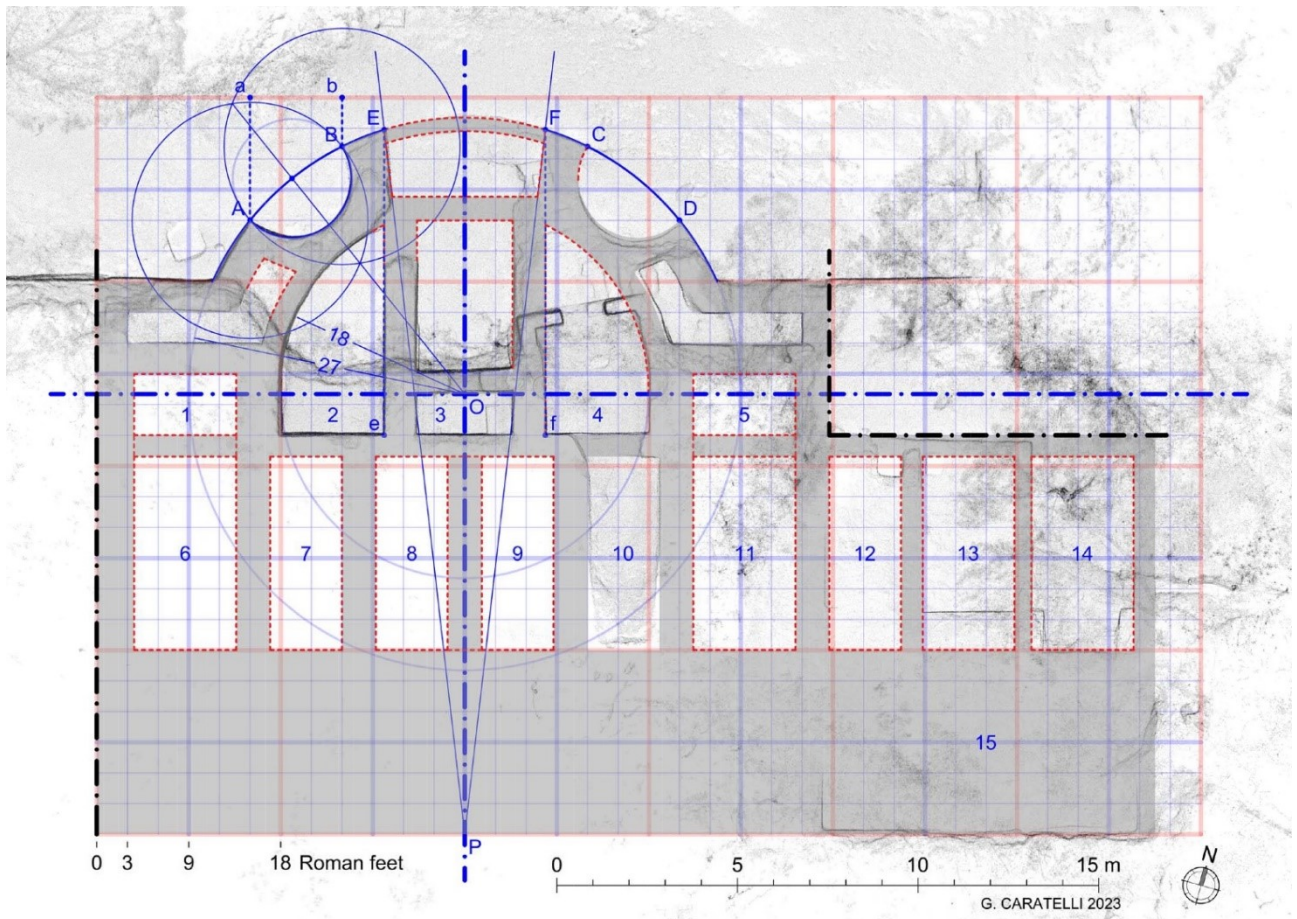 a b
E F
B C
A D
18
27
O
1 2 3 4 5
e f
6 7 8 9 10 11 12 13 14
15
P
0 3 9 18 Roman feet 0 5 10 15 m
N
G. CARATELLI 2023